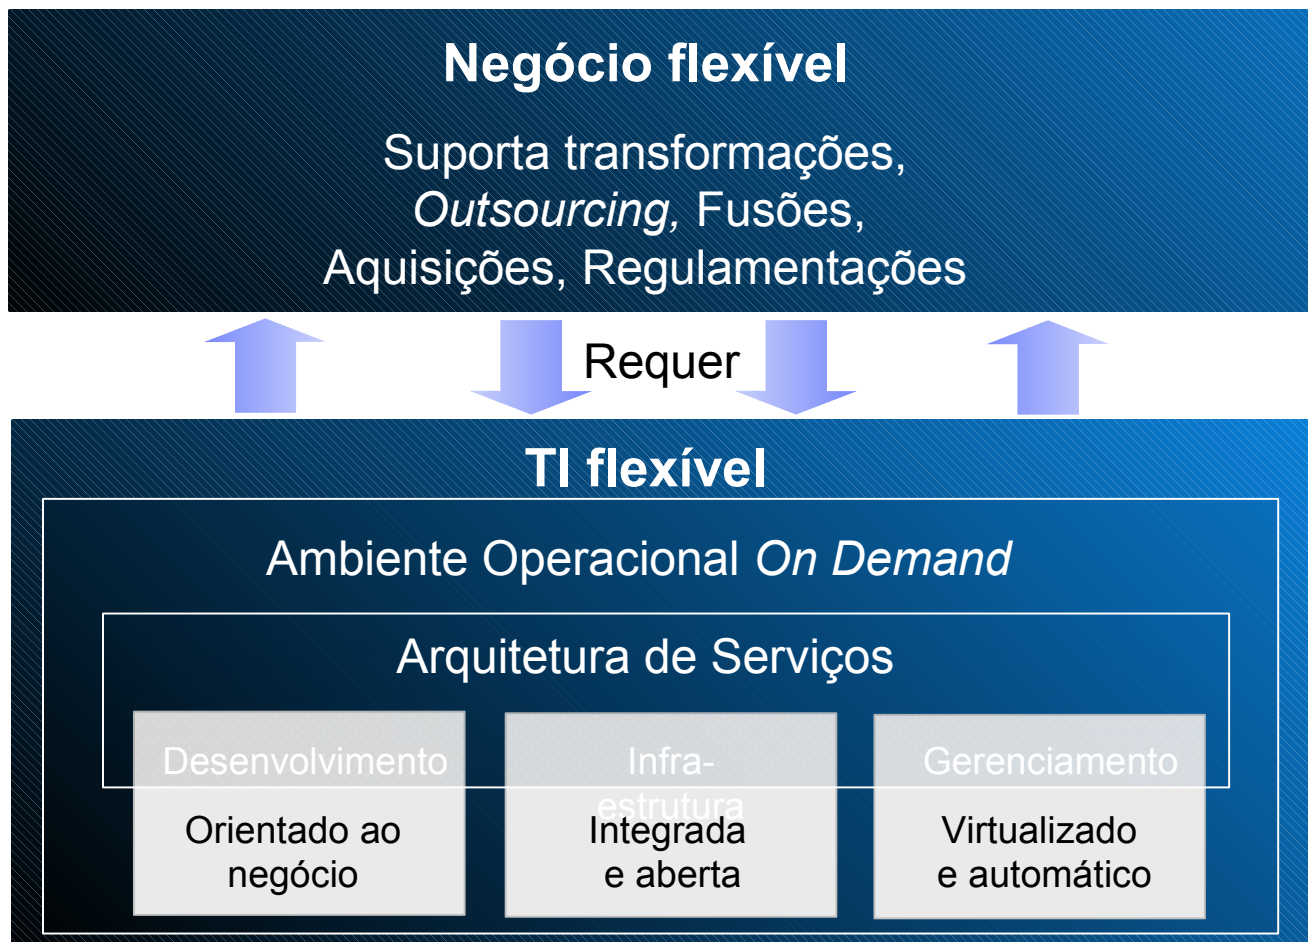 Negócio flexível
Suporta transformações,
Outsourcing, Fusões,
Aquisições, Regulamentações
Requer
TI flexível
Ambiente Operacional On Demand
Arquitetura de Serviços
Desenvolvimento
Orientado ao
negócio
Infra-
estrutura
Integrada
e aberta
Gerenciamento
Virtualizado
e automático